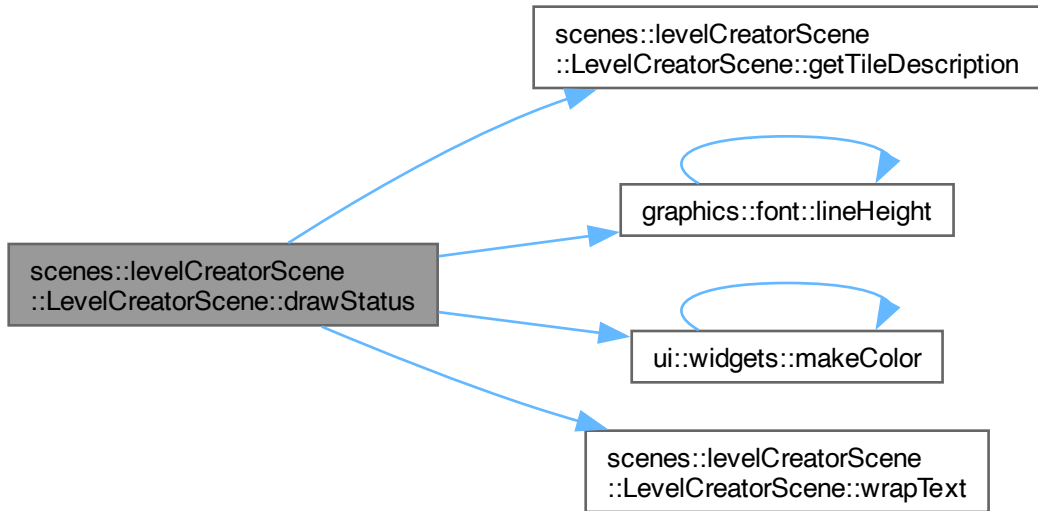 scenes::levelCreatorScene
::LevelCreatorScene::getTileDescription
graphics::font::lineHeight
scenes::levelCreatorScene
::LevelCreatorScene::drawStatus
ui::widgets::makeColor
scenes::levelCreatorScene
::LevelCreatorScene::wrapText